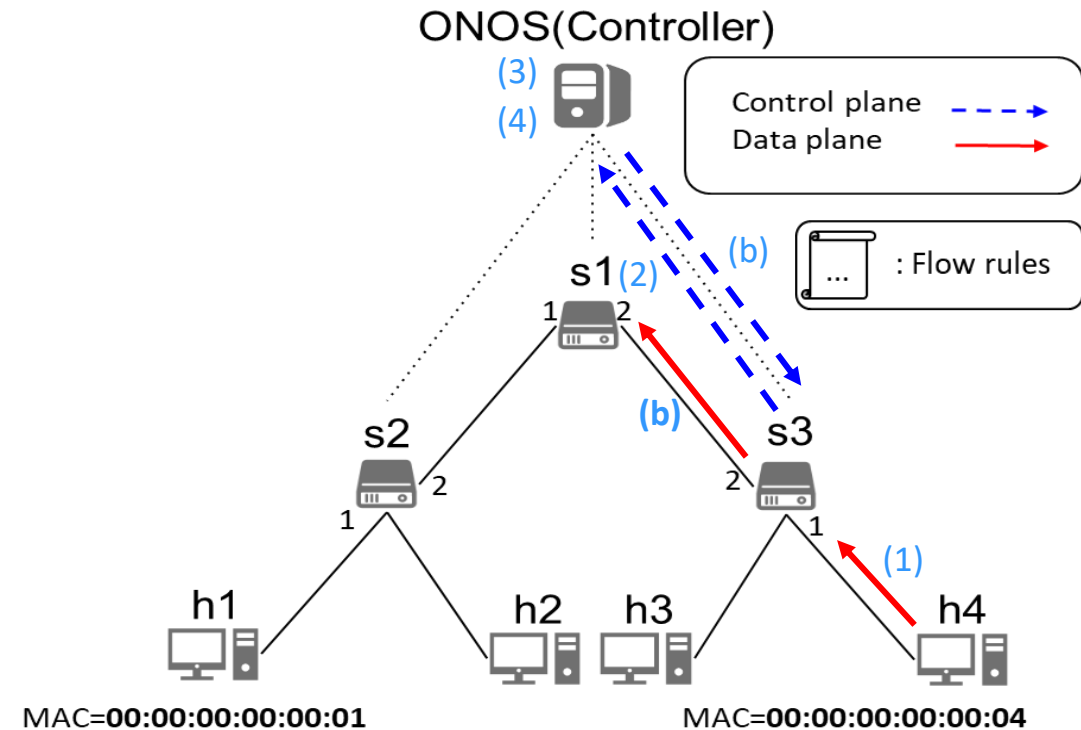 ONOS(Controller)
(3)
(4)
Control plane
Data plane
(b)
... : Flow rules
s1 (2)
1 2
(b)
s2
s3
2
2
1
1
(1)
h1
h2
h3
h4
MAC=00:00:00:00:00:01
MAC=00:00:00:00:00:04